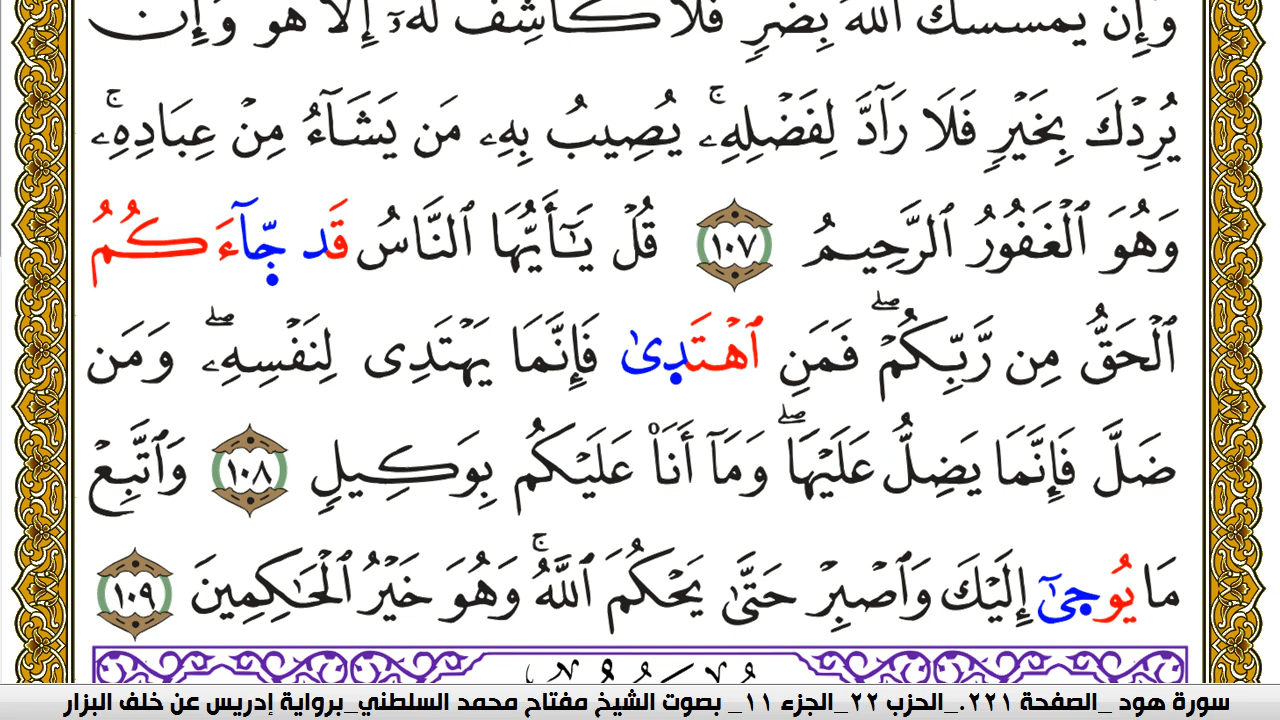 وَإِن يَمْسَسْكَ ٱللَّهُ بِضُرٍّ فَلَا كَاشِفَ لَهُۥٓ إِلَّا هُوَ وَإِن
يُرِدْكَ بِخَيْرٍ فَلَا رَآدَّ لِفَضْلِهِۦۚ يُصِيبُ بِهِۦ مَن يَشَآءُ مِنْ عِبَادِهِۦۚ
وَهُوَ ٱلْغَفُورُ ٱلرَّحِيمُ ١٠٧ قُلْ يَٰٓأَيُّهَا ٱلنَّاسُ قَد جَّآءَكُمُ
ٱلْحَقُّ مِن رَّبِّكُمْۖ فَمَنِ ٱهْتَدِىٰ فَإِنَّمَا يَهْتَدِى لِنَفْسِهِۦۖ وَمَن
ضَلَّ فَإِنَّمَا يَضِلُّ عَلَيْهَاۖ وَمَآ أَنَا۠ عَلَيْكُم بِوَكِيلٍ ١٠٨ وَٱتَّبِعْ
مَا يُوحِىٰٓ إِلَيْكَ وَٱصْبِرْ حَتَّىٰ يَحْكُمَ ٱللَّهُۚ وَهُوَ خَيْرُ ٱلْحَٰكِمِينَ ١٠٩
سورة هود _الصفحة ٢٢١._الحزب ٢٢_الجزء ١١_ بصوت الشيخ مفتاح محمد السلطني_برواية إدريس عن خلف البزار